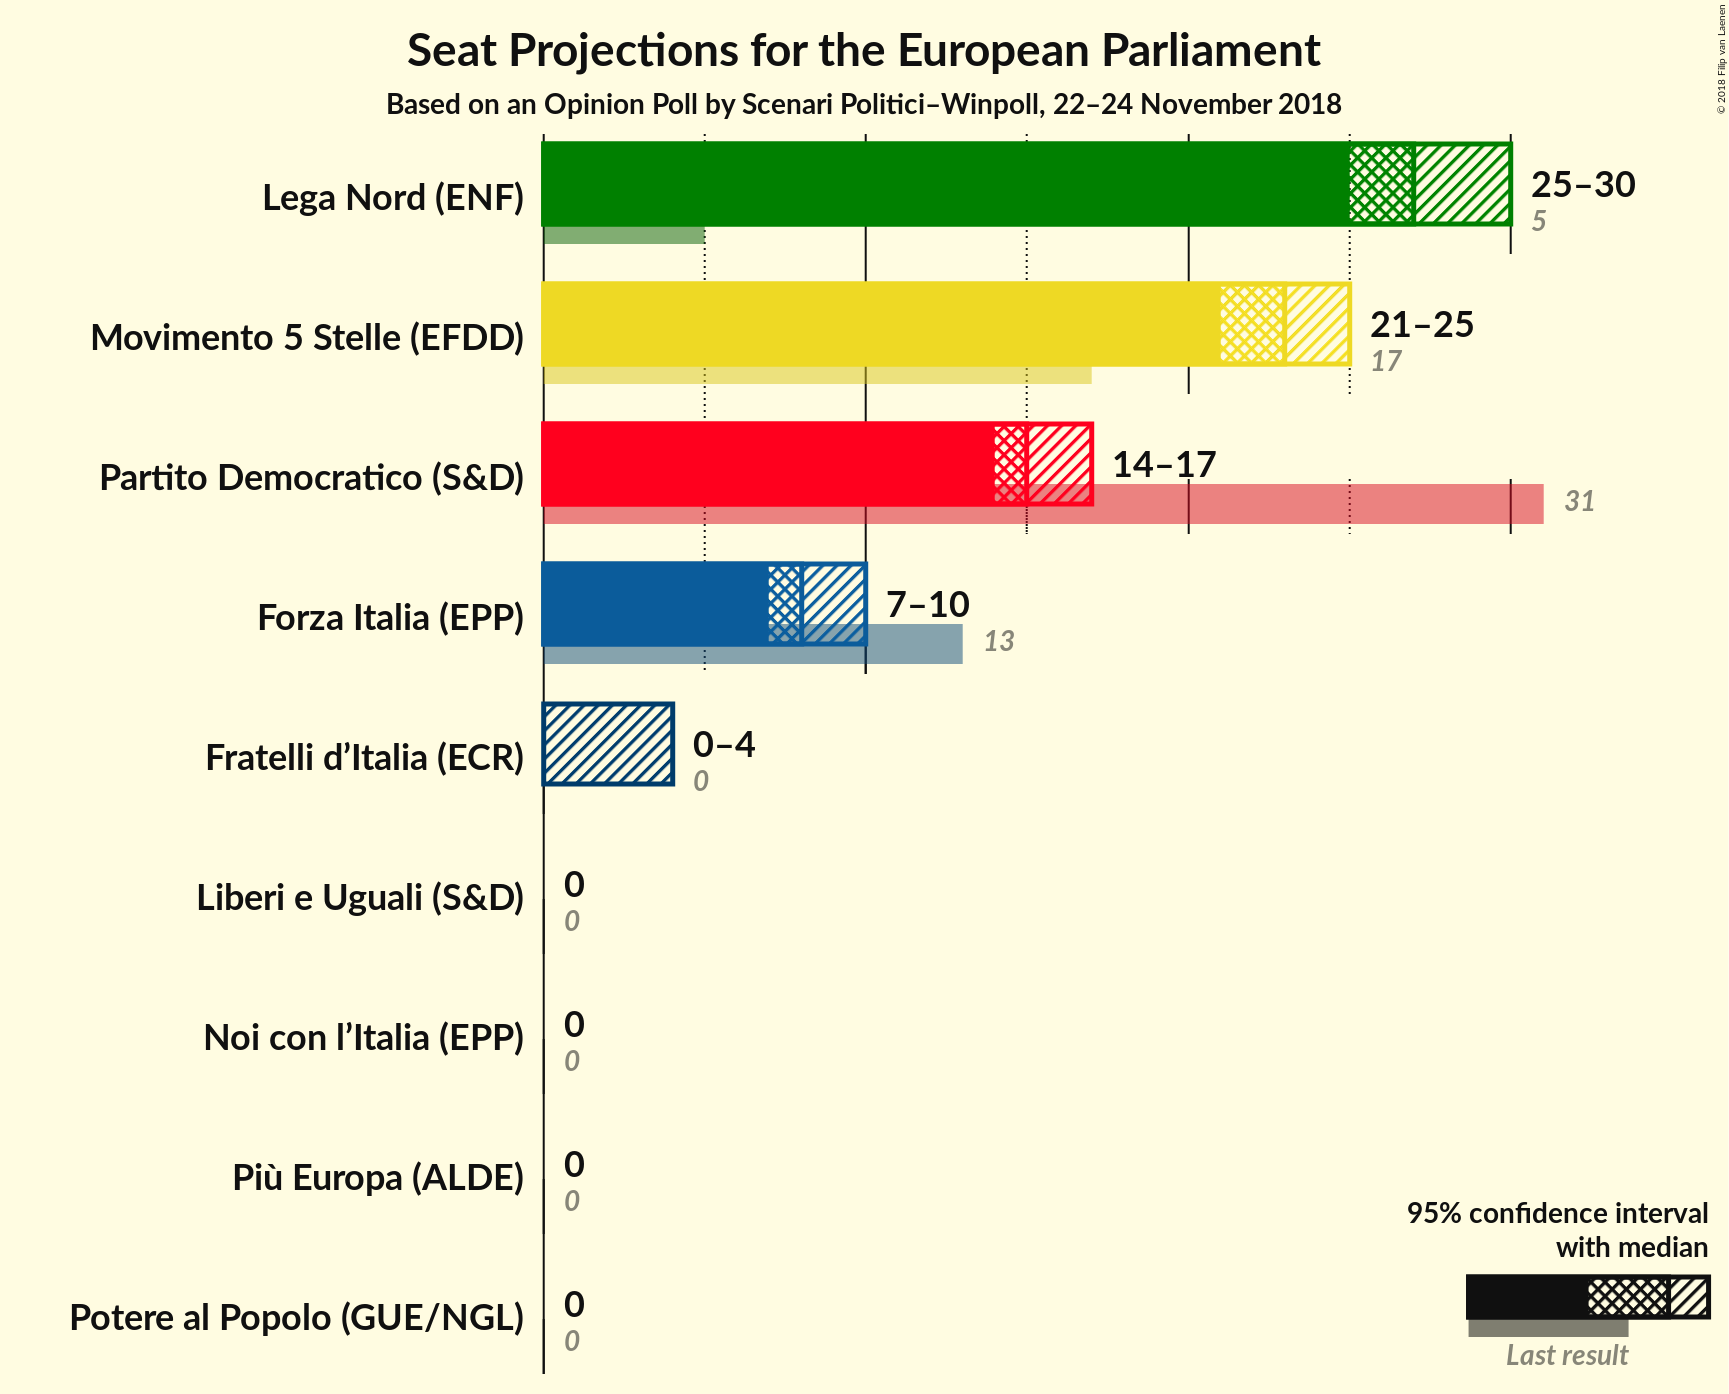 Seat Projections for the European Parliament
Based on an Opinion Poll by Scenari Politici–Winpoll, 22–24 November 2018
© 2018 Filip van Laenen
Lega Nord (ENF)
25–30
5
Movimento 5 Stelle (EFDD)
21–25
17
Partito Democratico (S&D)
14–17
31
Forza Italia (EPP)
7–10
13
Fratelli d’Italia (ECR)
0–4
0
Liberi e Uguali (S&D)
0
0
Noi con l’Italia (EPP)
0
0
Più Europa (ALDE)
0
0
Potere al Popolo (GUE/NGL)
0
0
95% confidence interval
with median
Last result